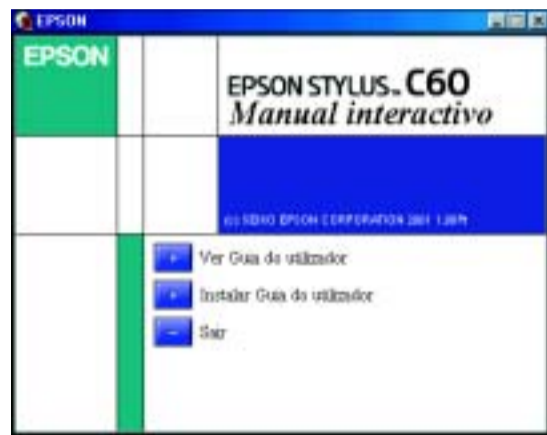 EPSON
EPSON
EPSON STYLUS™ C60
Manual interactivo
(c) SEIKO EPSON CORPORATION 2001
Ver Guia do utilizador
Instalar Guia do utilizador
Sair